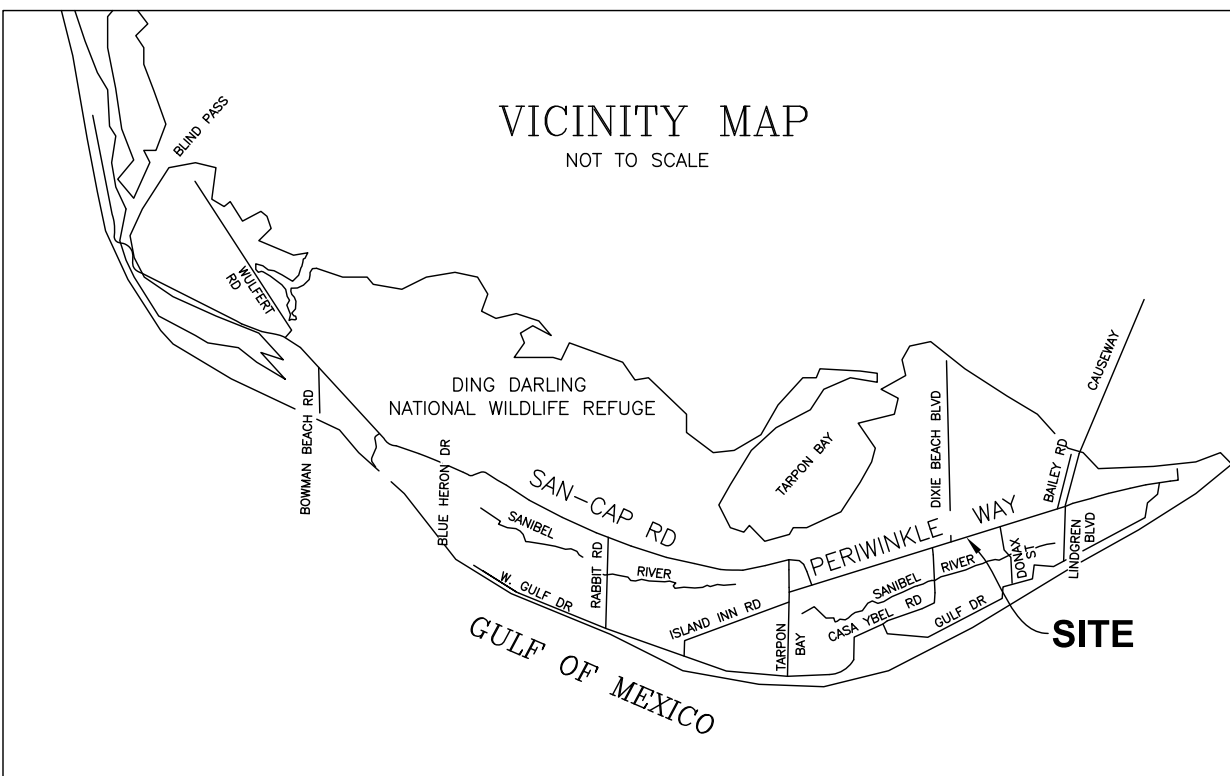 VICINITY MAP
NOT TO SCALE
BLIND PASS
WULFERT
RD
CAUSEWAY
DING DARLING
NATIONAL WILDLIFE REFUGE
BOWMAN BEACH RD
BLUE HERON DR
TARPON BAY
DIXIE BEACH BLVD
BAILEY RD
SAN-CAP RD
PERIWINKLE WAY
SANIBEL
RIVER
RABBIT RD
W. GULF DR
ISLAND INN RD
TARPON
BAY
SANIBEL
RIVER
CASA YBEL RD
GULF DR
DONAX
ST
LINDGREN
BLVD
SITE
GULF OF MEXICO